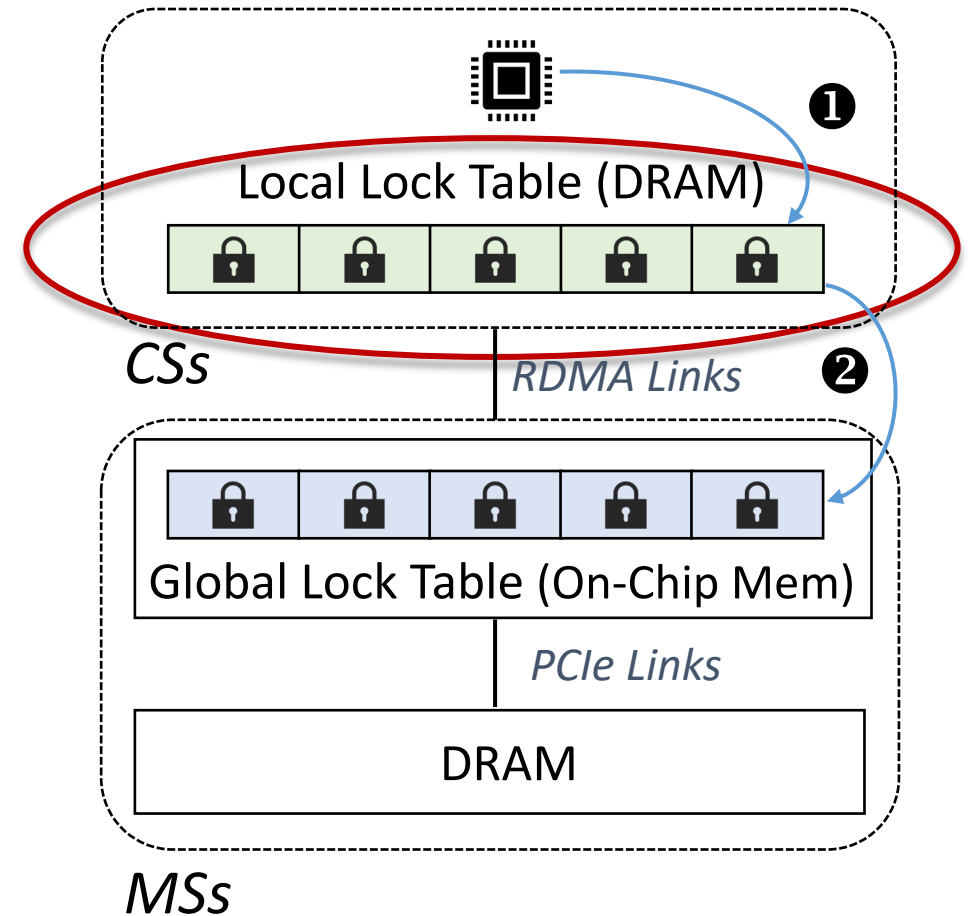 ❶
Local Lock Table (DRAM)
CSs
RDMA Links
❷
Global Lock Table (On-Chip Mem)
PCIe Links
DRAM
MSs